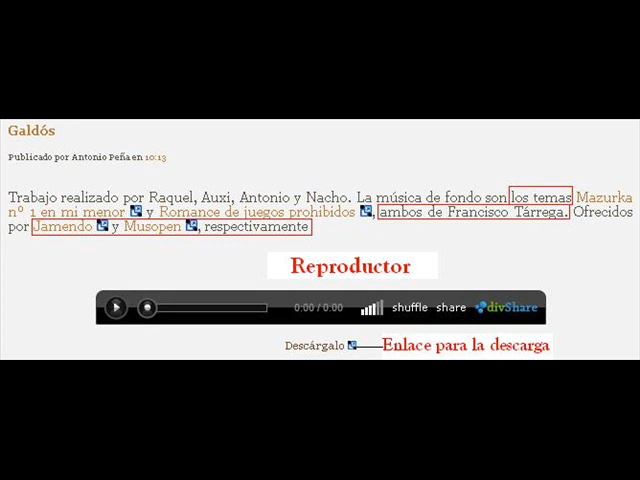 Galdós
Publicado por Antonio Peña en 10:13
Trabajo realizado por Raquel, Auxi, Antonio y Nacho. La música de fondo son los temas Mazurka
nº 1 en mi menor y Romance de juegos prohibidos, ambos de Francisco Tárrega. Ofrecidos
por Jamendo y Musopen, respectivamente
Reproductor
0:00 / 0:00 shuffle share divShare
Descárgalo Enlace para la descarga